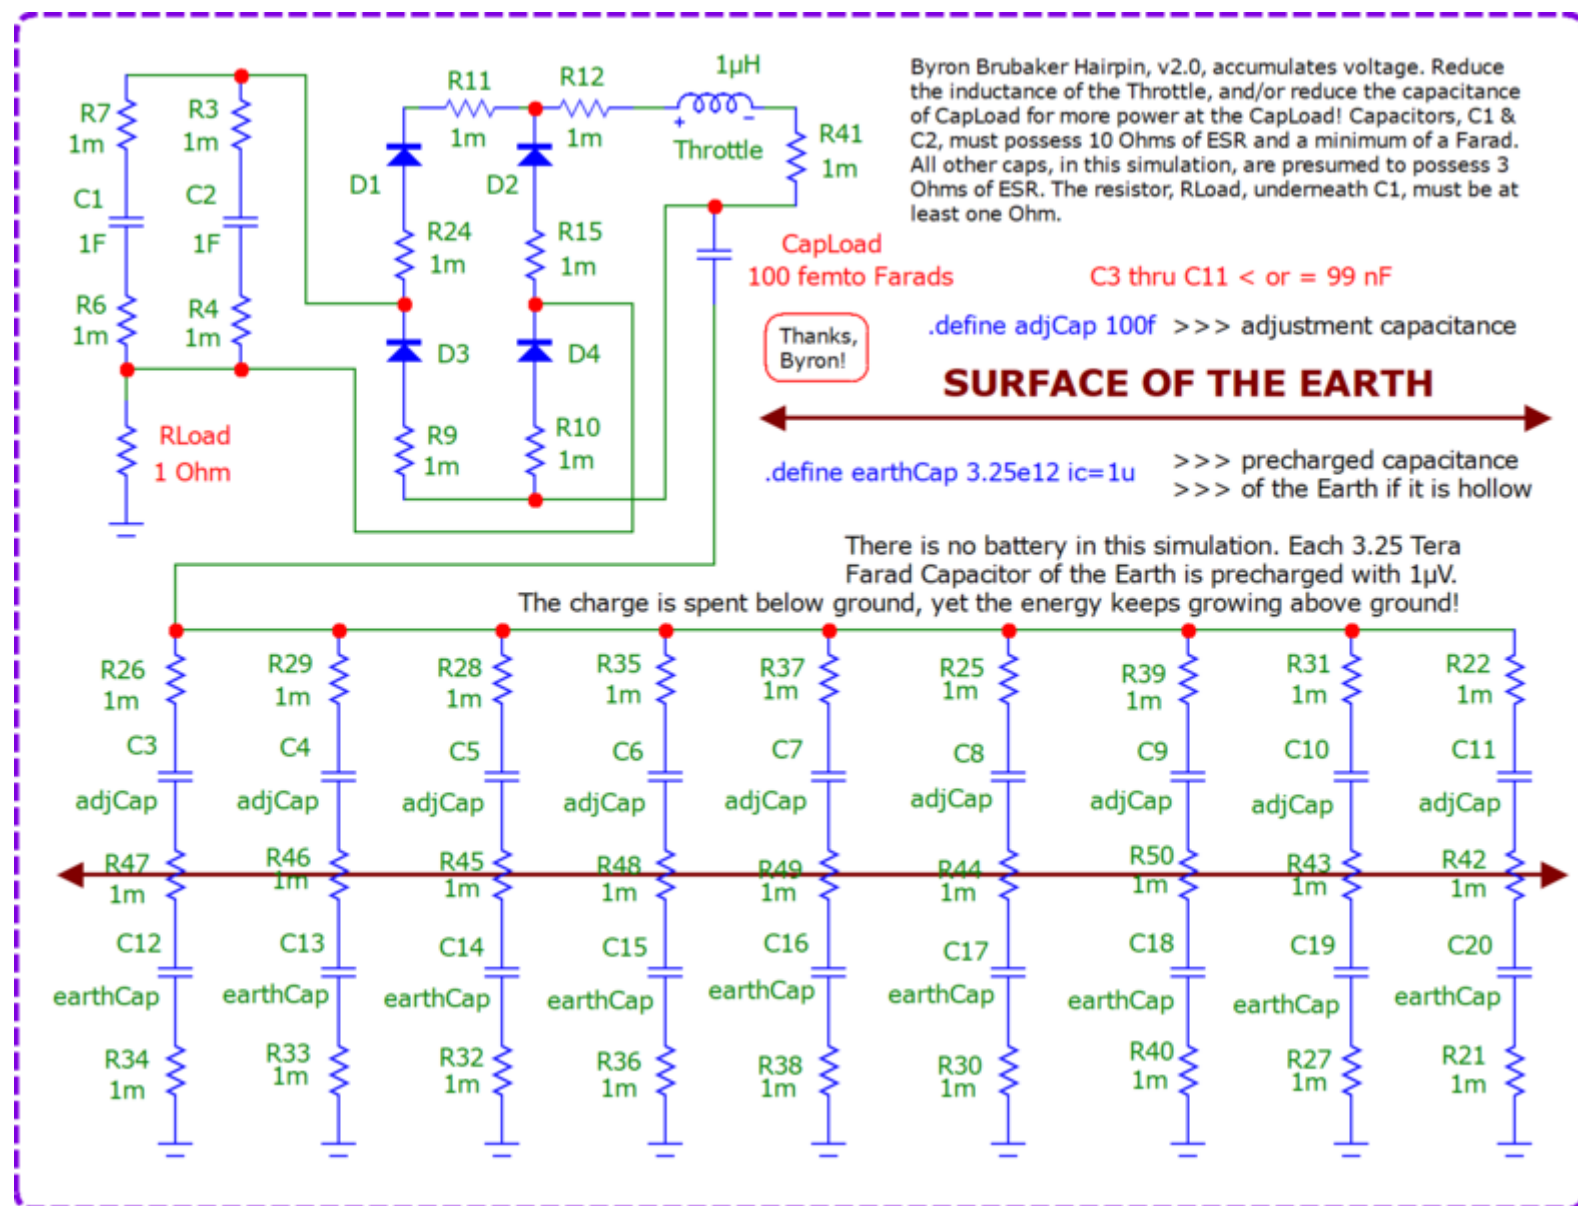 Byron Brubaker Hairpin, v2.0, accumulates voltage. Reduce
the inductance of the Throttle, and/or reduce the capacitance
of CapLoad for more power at the CapLoad! Capacitors, C1 &
C2, must possess 10 Ohms of ESR and a minimum of a Farad.
All other caps, in this simulation, are presumed to possess 3
Ohms of ESR. The resistor, RLoad, underneath C1, must be at
least one Ohm.
R7
1m
R3
1m
C1
1F
C2
1F
R6
1m
R4
1m
RLoad
1 Ohm
R11
1m
R12
1m
1µH
+ −
Throttle
R41
1m
D1
D2
R24
1m
R15
1m
D3
D4
R9
1m
R10
1m
CapLoad
100 femto Farads
C3 thru C11 < or = 99 nF
Thanks,
Byron!
.define adjCap 100f >>> adjustment capacitance
SURFACE OF THE EARTH
.define earthCap 3.25e12 ic=1u
>>> precharged capacitance
>>> of the Earth if it is hollow
There is no battery in this simulation. Each 3.25 Tera
Farad Capacitor of the Earth is precharged with 1µV.
The charge is spent below ground, yet the energy keeps growing above ground!
R26 R29 R28 R35 R37 R25 R39 R31 R22
1m 1m 1m 1m 1m 1m 1m 1m 1m
C3 C4 C5 C6 C7 C8 C9 C10 C11
adjCap adjCap adjCap adjCap adjCap adjCap adjCap adjCap adjCap
R47 R46 R45 R48 R49 R44 R50 R43 R42
1m 1m 1m 1m 1m 1m 1m 1m 1m
C12 C13 C14 C15 C16 C17 C18 C19 C20
earthCap earthCap earthCap earthCap earthCap earthCap earthCap earthCap earthCap
R34 R33 R32 R36 R38 R30 R40 R27 R21
1m 1m 1m 1m 1m 1m 1m 1m 1m